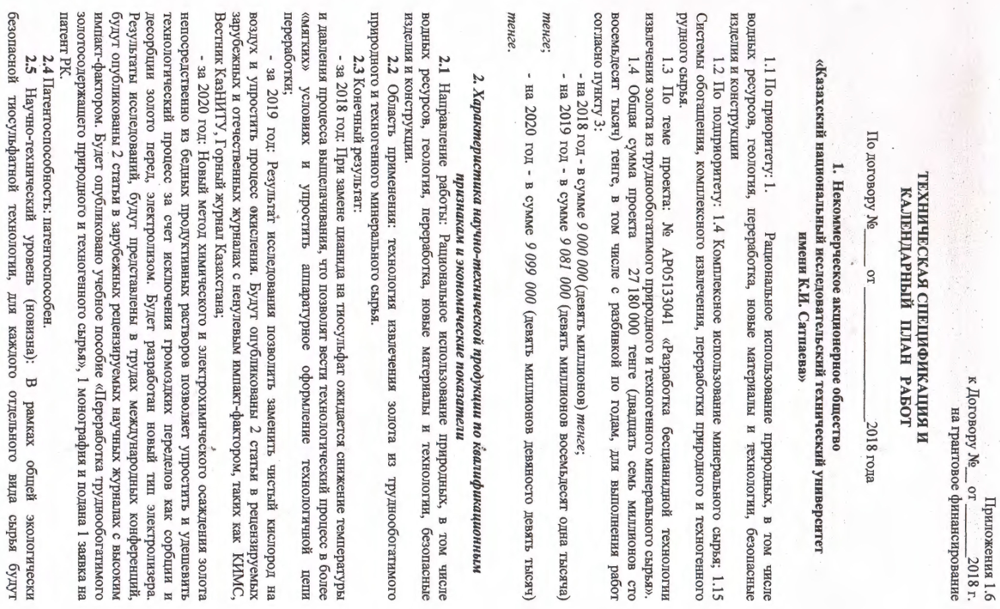 Приложения 1.6
к Договору №__ от _____ 2018 г.
на грантовое финансирование
ТЕХНИЧЕСКАЯ СПЕЦИФИКАЦИЯ И
КАЛЕНДАРНЫЙ ПЛАН РАБОТ
По договору №_____ от _______________2018 года
1. Некоммерческое акционерное общество
«Казахский национальный исследовательский технический университет
имени К.И. Сатпаева»
1.1 По приоритету: 1. Рациональное использование природных, в том числе
водных ресурсов, геология, переработка, новые материалы и технологии, безопасные
изделия и конструкции
1.2 По подприоритету: 1.4 Комплексное использование минерального сырья; 1.15
Системы обогащения, комплексного извлечения, переработки природного и техногенного
рудного сырья.
1.3 По теме проекта: № AP05133041 «Разработка бесцианидной технологии
извлечения золота из труднообогатимого природного и техногенного минерального сырья».
1.4 Общая сумма проекта 27 180 000 тенге (двадцать семь миллионов сто
восемьдесят тысяч) тенге, в том числе с разбивкой по годам, для выполнения работ
согласно пункту 3:
- на 2018 год - в сумме 9 000 000 (девять миллионов) тенге;
- на 2019 год - в сумме 9 081 000 (девять миллионов восемьдесят одна тысяча)
тенге;
- на 2020 год - в сумме 9 099 000 (девять миллионов девяносто девять тысяч)
тенге.
2. Характеристика научно-технической продукции по квалификационным
признакам и экономические показатели
2.1 Направление работы: Рациональное использование природных, в том числе
водных ресурсов, геология, переработка, новые материалы и технологии, безопасные
изделия и конструкции.
2.2 Область применения: технология извлечения золота из труднообогатимого
природного и техногенного минерального сырья.
2.3 Конечный результат:
- за 2018 год: При замене цианида на тиосульфат ожидается снижение температуры
и давления процесса выщелачивания, что позволят вести технологический процесс в более
«мягких» условиях и упростить аппаратурное оформление технологичной цепи
переработки;
- за 2019 год: Результат исследования позволить заменить чистый кислород на
воздух и упростить процесс окисления. Будут опубликованы 2 статьи в рецензируемых
зарубежных и отечественных журналах с ненулевым импакт-фактором, таких как КИМС,
Вестник КазНИТУ, Горный журнал Казахстана;
- за 2020 год: Новый метод химического и электрохимического осаждения золота
непосредственно из бедных продуктивных растворов позволяет упростить и удешевить
технологический процесс за счет исключения громоздких переделов как сорбции и
десорбции золото перед, электролизом. Будет разработан новый тип электролизера.
Результаты исследований, будут представлены в трудах международных конференций,
будут опубликованы 2 статьи в зарубежных рецензируемых научных журналах с высоким
импакт-фактором. Будет опубликовано учебное пособие «Переработка труднообогатимого
золотосодержащего природного и техногенного сырья», 1 монография и подана 1 заявка на
патент РК.
2.4 Патентоспособность: патентоспособен.
2.5 Научно-технический уровень (новизна): В рамках общей экологически
безопасной тиосульфатной технологии, для каждого отдельного вида сырья будут